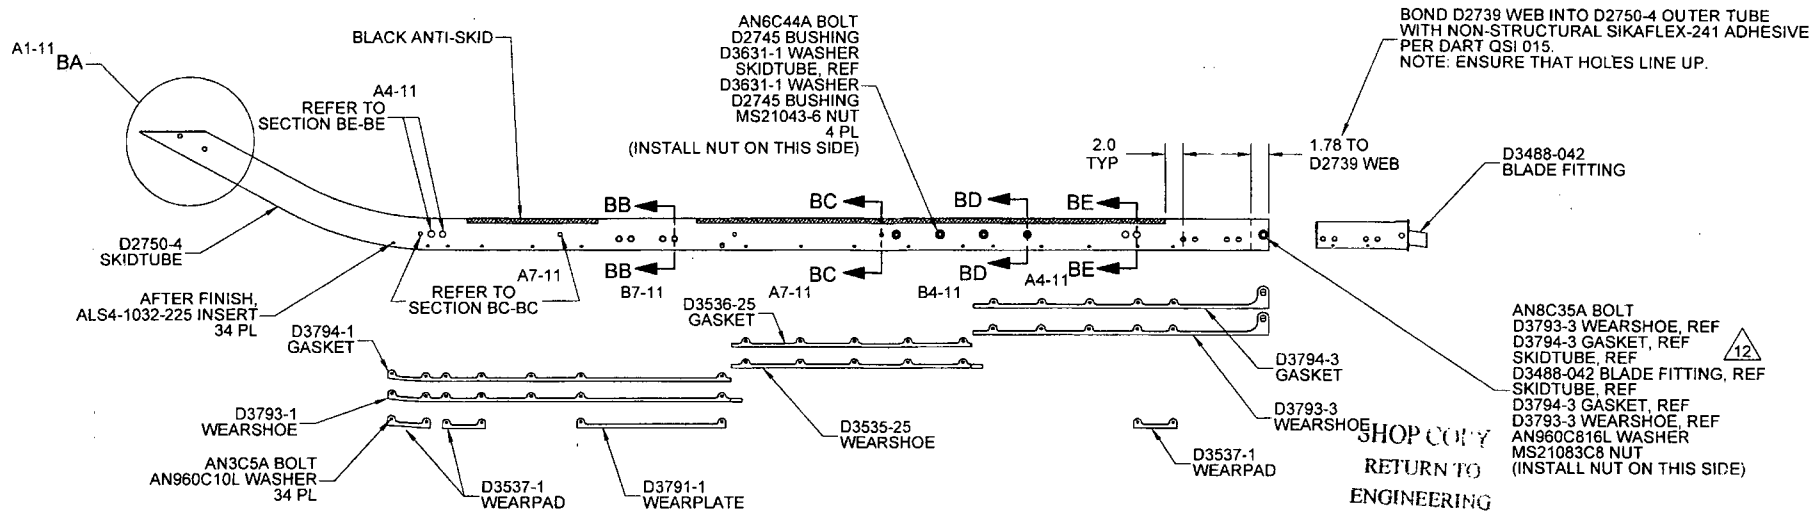 A1-11
BA
BLACK ANTI-SKID
A4-11
REFER TO
SECTION BE-BE
AN6C44A BOLT
D2745 BUSHING
D3631-1 WASHER
SKIDTUBE, REF
D3631-1 WASHER
D2745 BUSHING
MS21043-6 NUT
4 PL
(INSTALL NUT ON THIS SIDE)
BOND D2739 WEB INTO D2750-4 OUTER TUBE
WITH NON-STRUCTURAL SIKAFLEX-241 ADHESIVE
PER DART QSI 015.
NOTE: ENSURE THAT HOLES LINE UP.
2.0
TYP
1.78 TO
D2739 WEB
D3488-042
BLADE FITTING
BB
BC
BD
BE
D2750-4
SKIDTUBE
BB
BC
BD
BE
A7-11
B7-11
A7-11
B4-11
A4-11
REFER TO
SECTION BC-BC
AFTER FINISH,
ALS4-1032-225 INSERT
34 PL
D3794-1
GASKET
D3536-25
GASKET
D3794-3
GASKET
D3793-1
WEARSHOE
D3535-25
WEARSHOE
D3793-3
WEARSHOE
AN3C5A BOLT
AN960C10L WASHER
34 PL
D3537-1
WEARPAD
D3791-1
WEARPLATE
D3537-1
WEARPAD
AN8C35A BOLT
D3793-3 WEARSHOE, REF
D3794-3 GASKET, REF
SKIDTUBE, REF
D3488-042 BLADE FITTING, REF
SKIDTUBE, REF
D3794-3 GASKET, REF
D3793-3 WEARSHOE, REF
AN960C816L WASHER
MS21083C8 NUT
(INSTALL NUT ON THIS SIDE)
12
SHOP COPY
RETURN TO
ENGINEERING